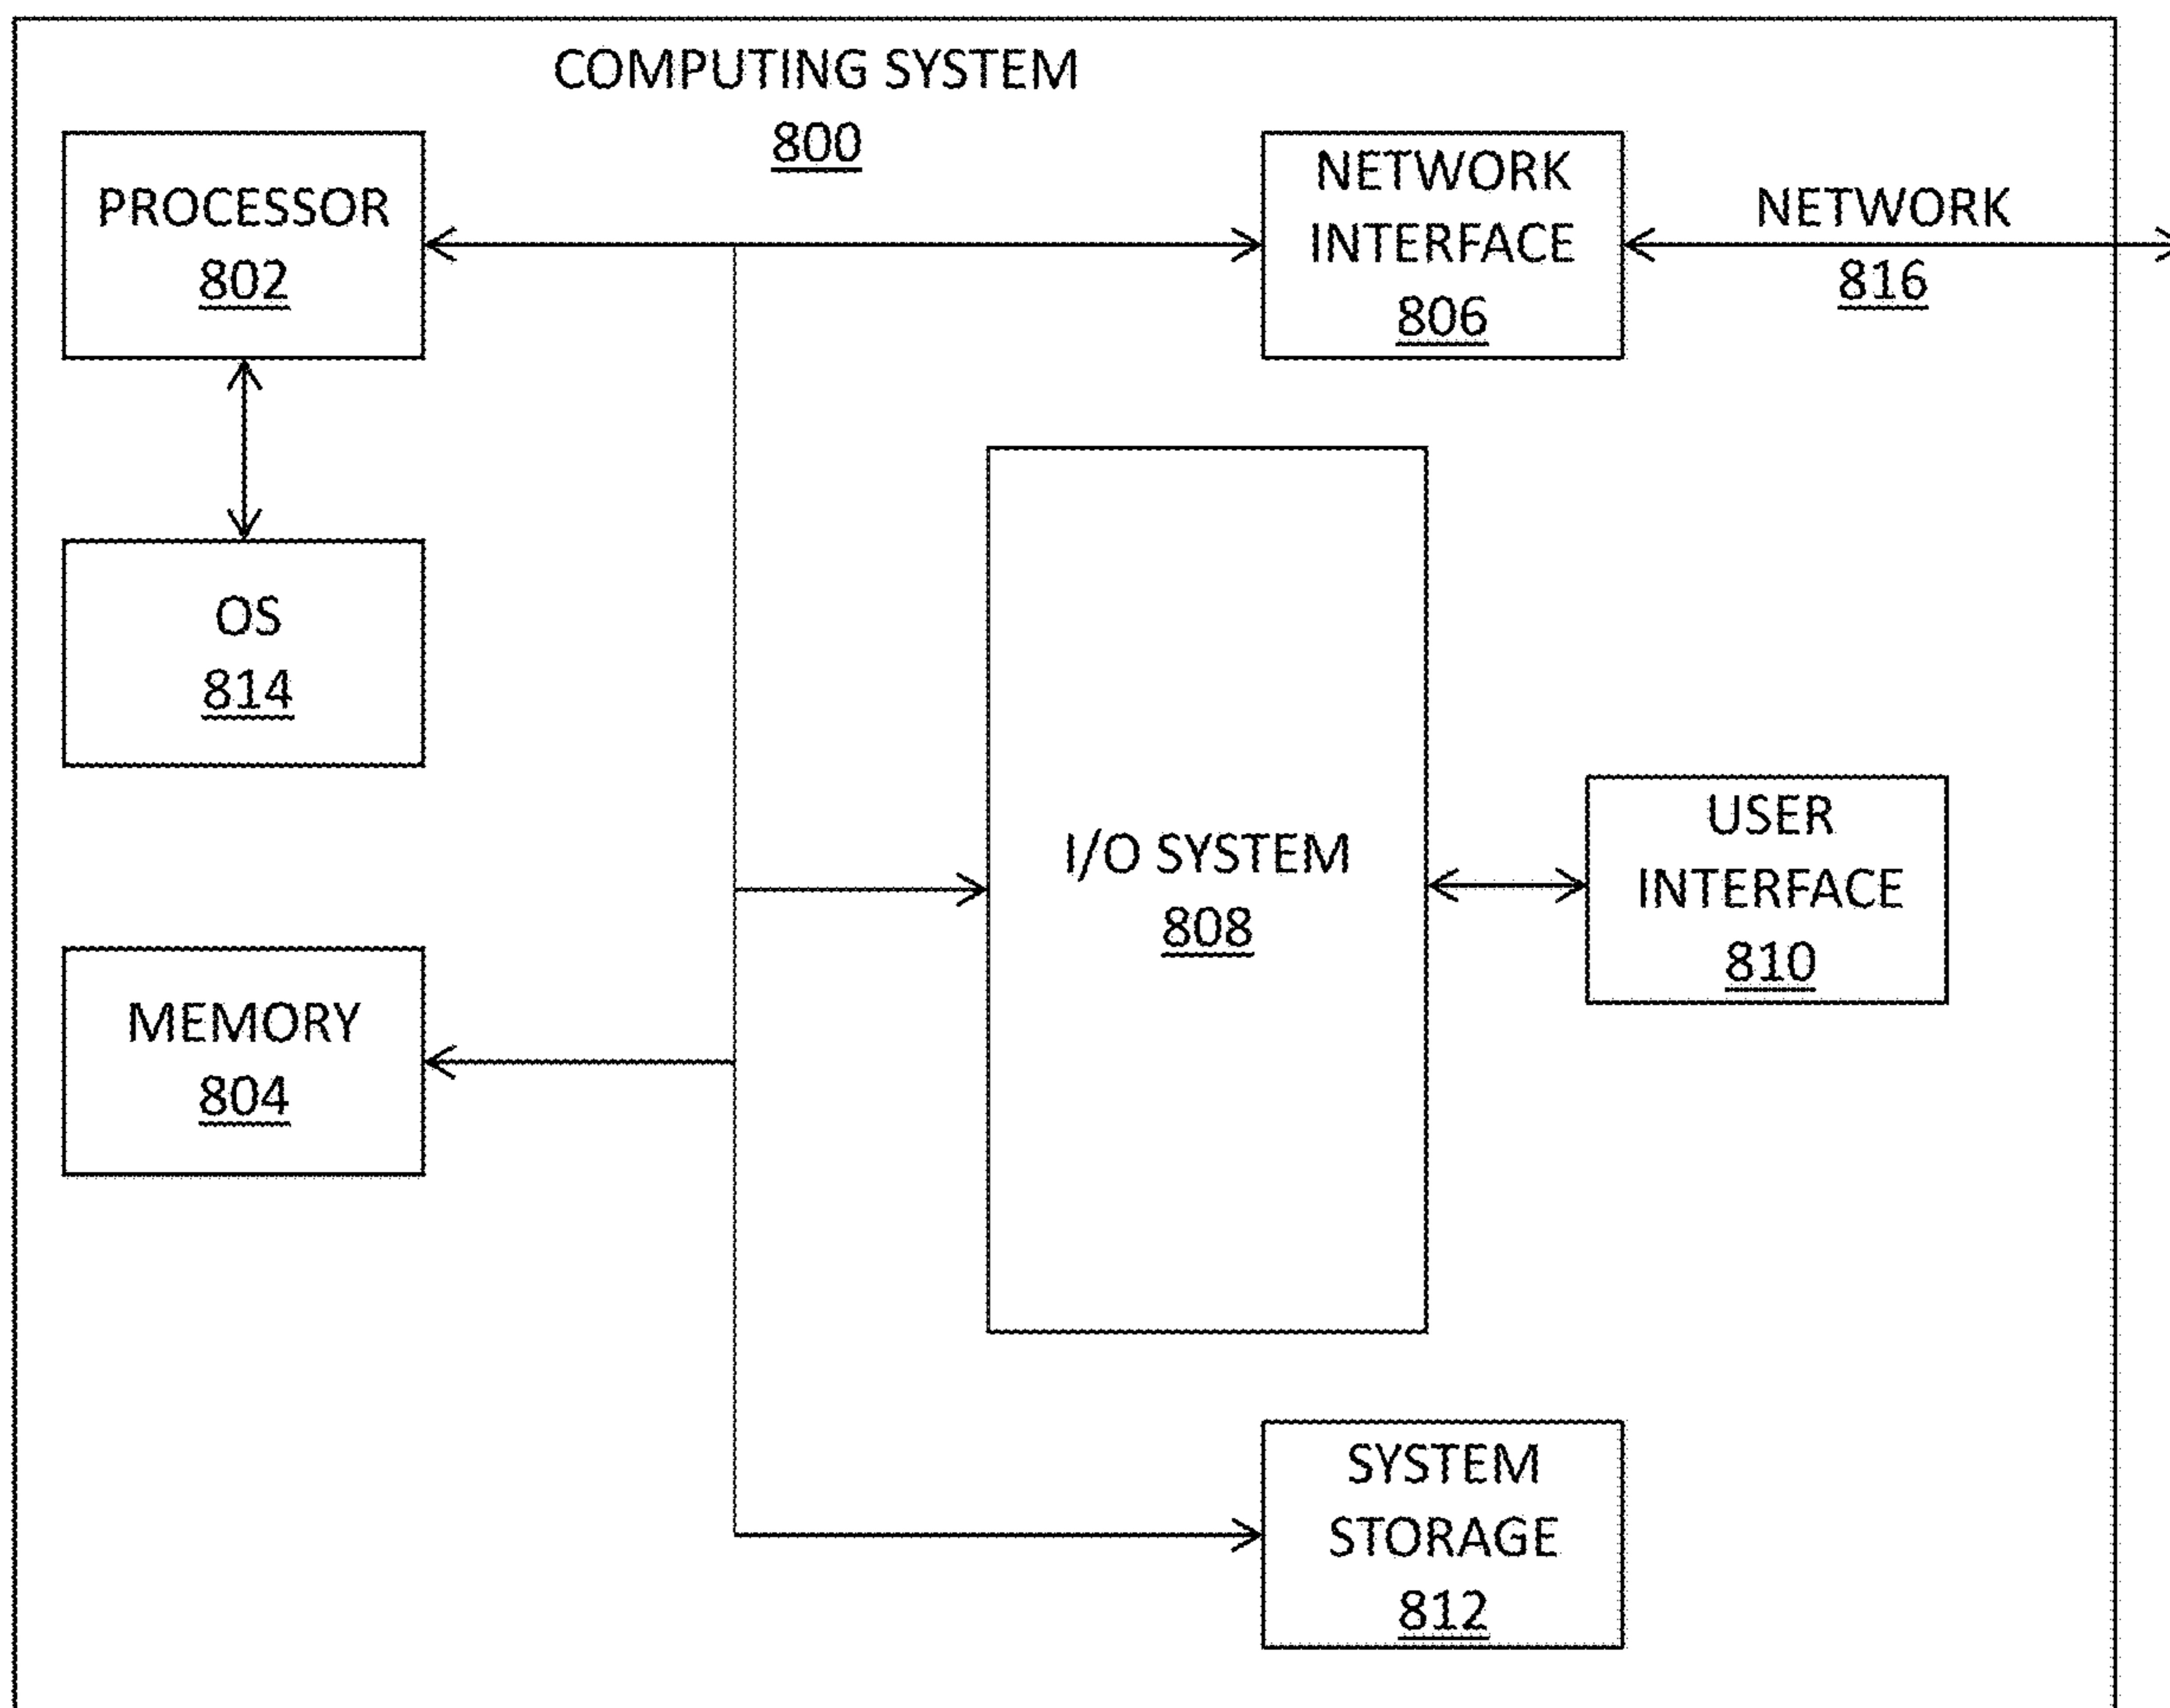 COMPUTING SYSTEM
800
PROCESSOR
802
NETWORK
INTERFACE
806
NETWORK
816
OS
814
I/O SYSTEM
808
USER
INTERFACE
810
MEMORY
804
SYSTEM
STORAGE
812